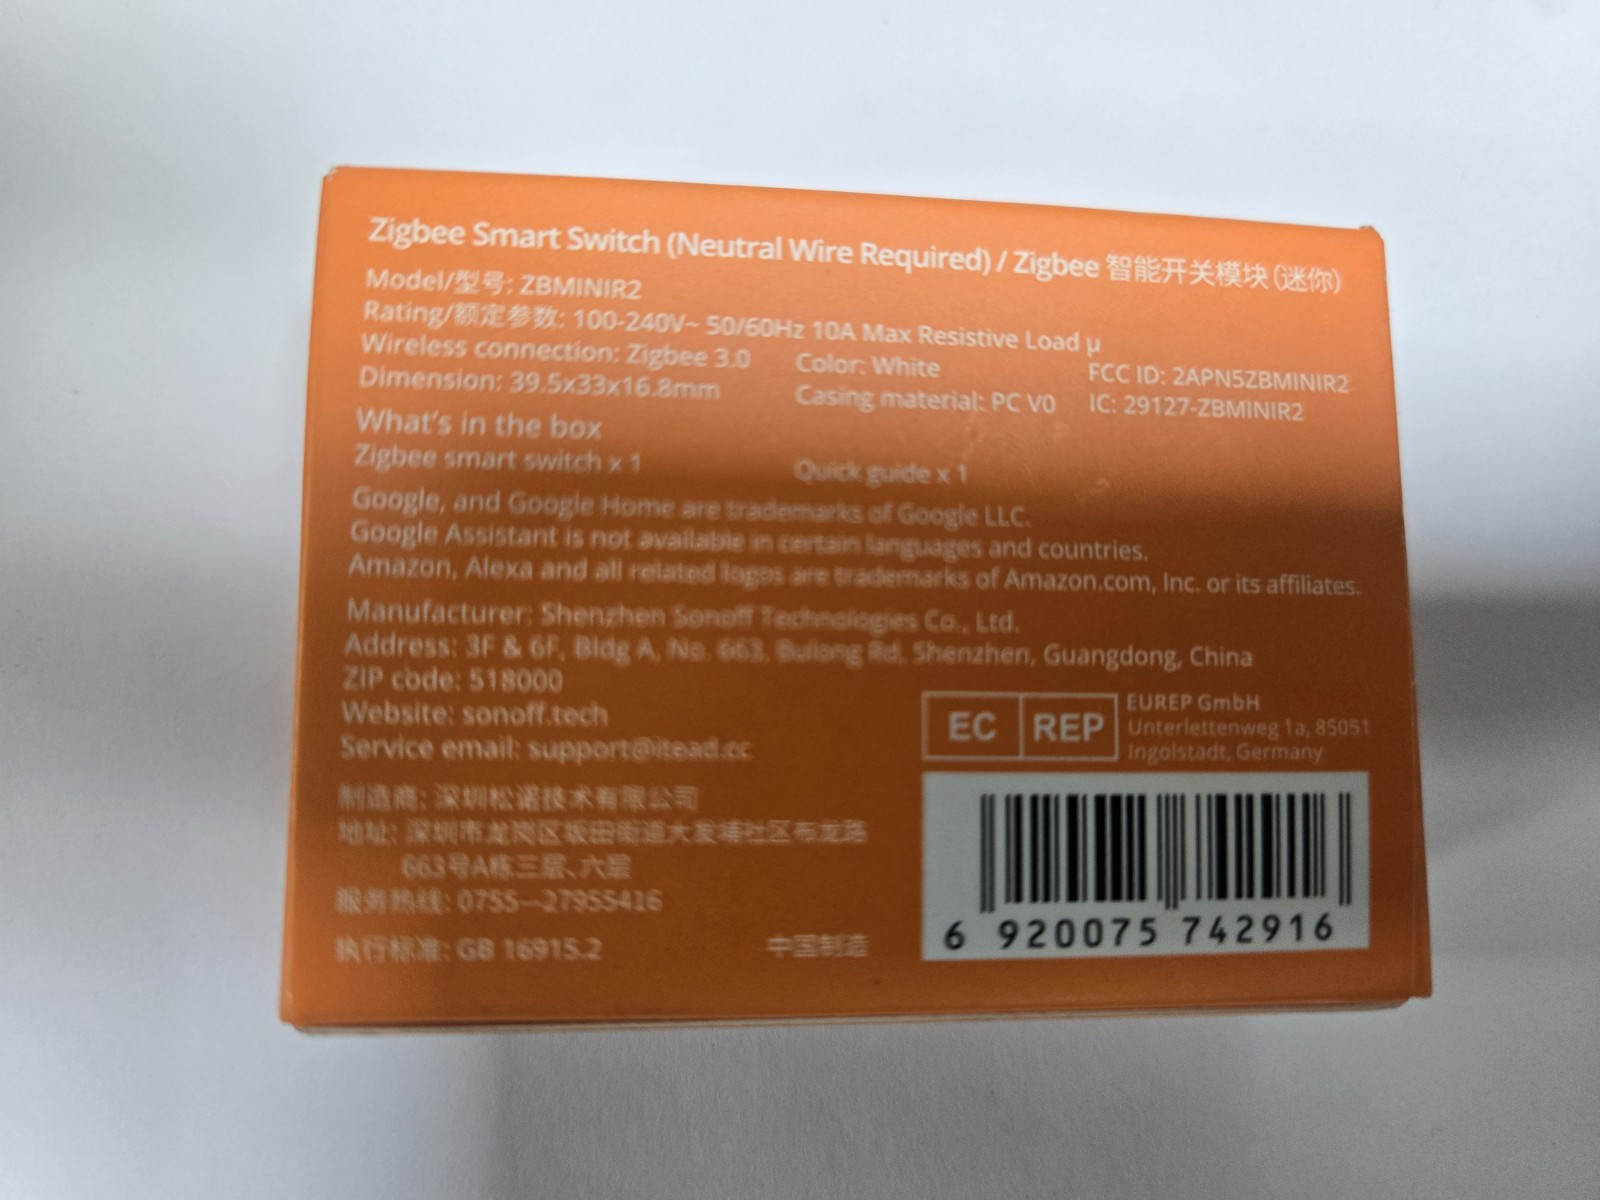 Zigbee Smart Switch (Neutral Wire Required) / Zigbee 智能开关模块（迷你）
Model/型号: ZBMINIR2
Rating/额定参数: 100-240V~ 50/60Hz 10A Max Resistive Load μ
Wireless connection: Zigbee 3.0 Color: White FCC ID: 2APN5ZBMINIR2
Dimension: 39.5x33x16.8mm Casing material: PC V0 IC: 29127-ZBMINIR2
What's in the box
Zigbee smart switch x 1 Quick guide x 1
Google, and Google Home are trademarks of Google LLC.
Google Assistant is not available in certain languages and countries.
Amazon, Alexa and all related logos are trademarks of Amazon.com, Inc. or its affiliates.
Manufacturer: Shenzhen Sonoff Technologies Co., Ltd.
Address: 3F & 6F, Bldg A, No. 663, Bulong Rd, Shenzhen, Guangdong, China
ZIP code: 518000
Website: sonoff.tech
Service email: support@itead.cc
EC REP EUREP GmbH
Unterlettenweg 1a, 85051
Ingolstadt, Germany
制造商: 深圳松诺技术有限公司
地址: 深圳市龙岗区坂田街道大发埔社区布龙路
663号A栋三层、六层
服务热线: 0755—27955416
执行标准: GB 16915.2 中国制造
6 920075 742916